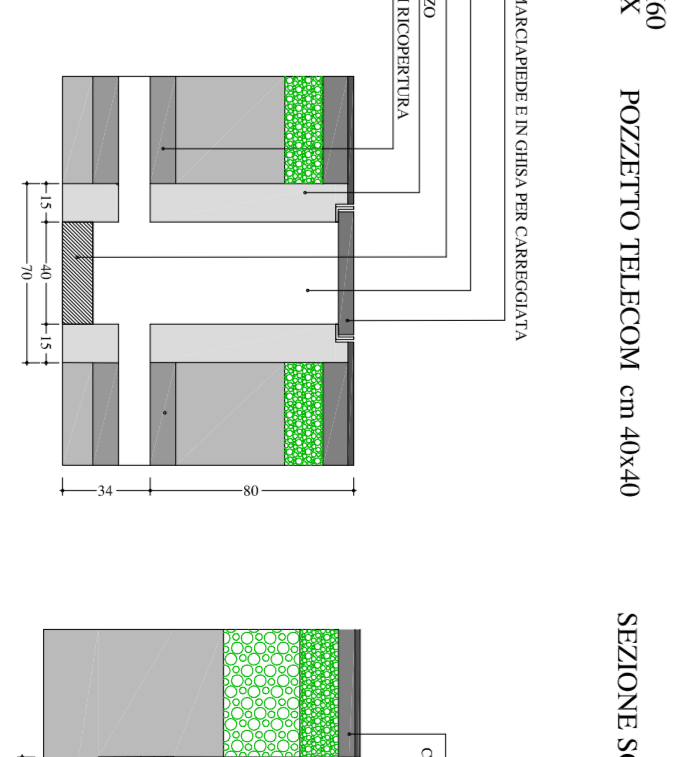 60
X
POZZETTO TELECOM cm 40x40
SEZIONE
MARCIAPIEDE E IN GHISA PER CARREGGIATA
ZO
RICOPERTURA
15
40
15
70
34
80
C